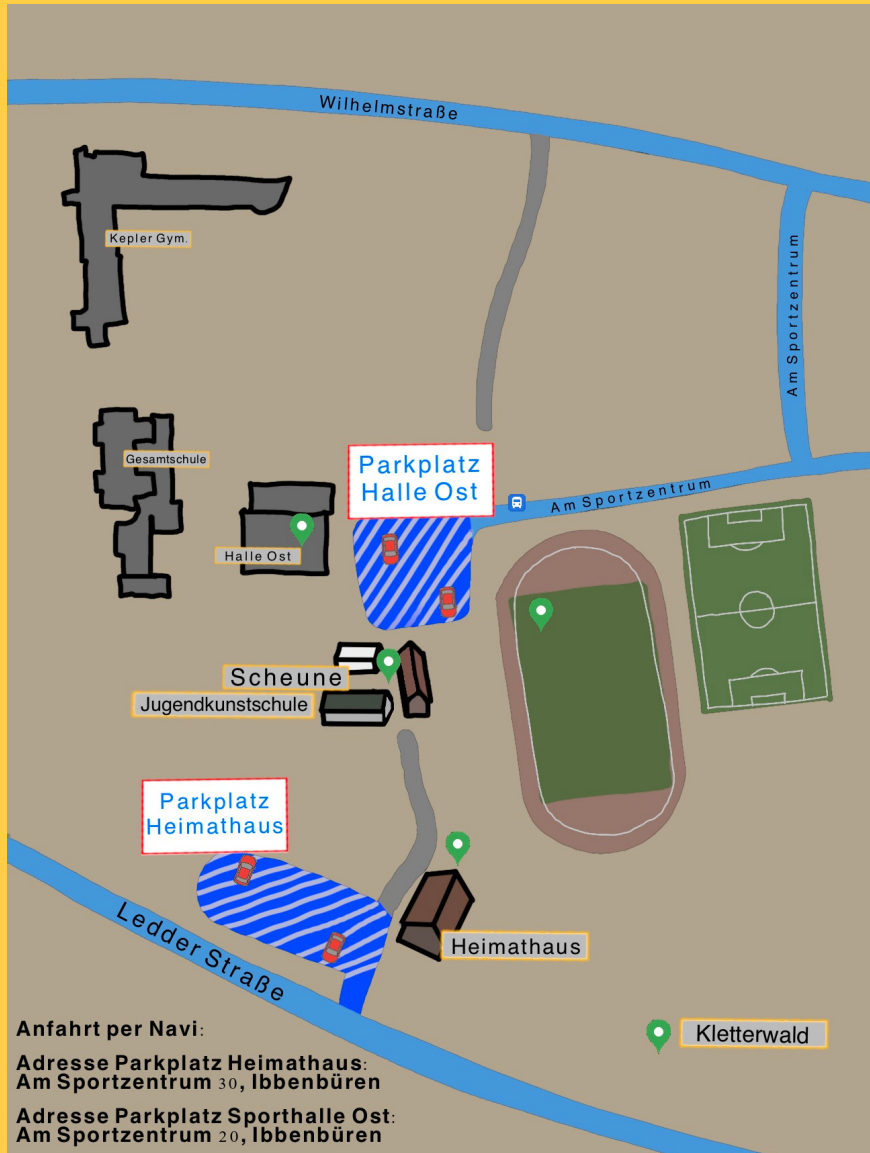 Wilhelmstraße
Kepler Gym.
Am Sportzentrum
Gesamtschule
Parkplatz
Halle Ost
Am Sportzentrum
Halle Ost
Scheune
Jugendkunstschule
Parkplatz
Heimathaus
Ledder Straße
Heimathaus
Kletterwald
Anfahrt per Navi:
Adresse Parkplatz Heimathaus:
Am Sportzentrum 30, Ibbenbüren
Adresse Parkplatz Sporthalle Ost:
Am Sportzentrum 20, Ibbenbüren